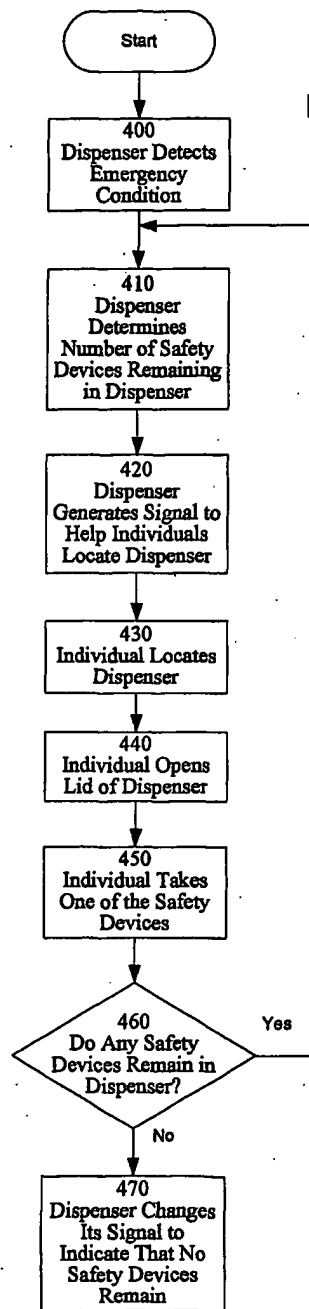 Start
400
Dispenser Detects
Emergency
Condition
410
Dispenser
Determines
Number of Safety
Devices Remaining
in Dispenser
420
Dispenser
Generates Signal to
Help Individuals
Locate Dispenser
430
Individual Locates
Dispenser
440
Individual Opens
Lid of Dispenser
450
Individual Takes
One of the Safety
Devices
460
Do Any Safety
Devices Remain in
Dispenser?
Yes
No
470
Dispenser Changes
Its Signal to
Indicate That No
Safety Devices
Remain